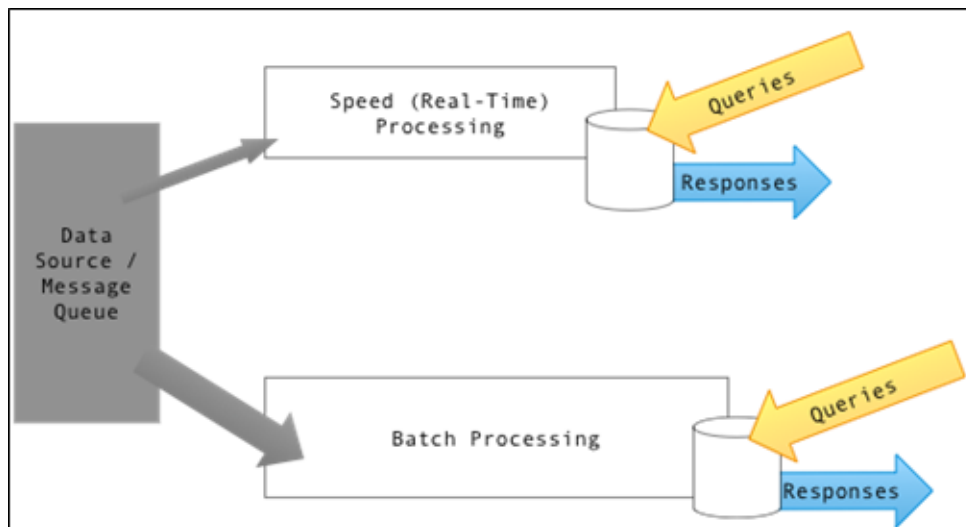 Speed (Real-Time)
Processing
Queries
Responses
Data
Source /
Message
Queue
Batch Processing
Queries
Responses